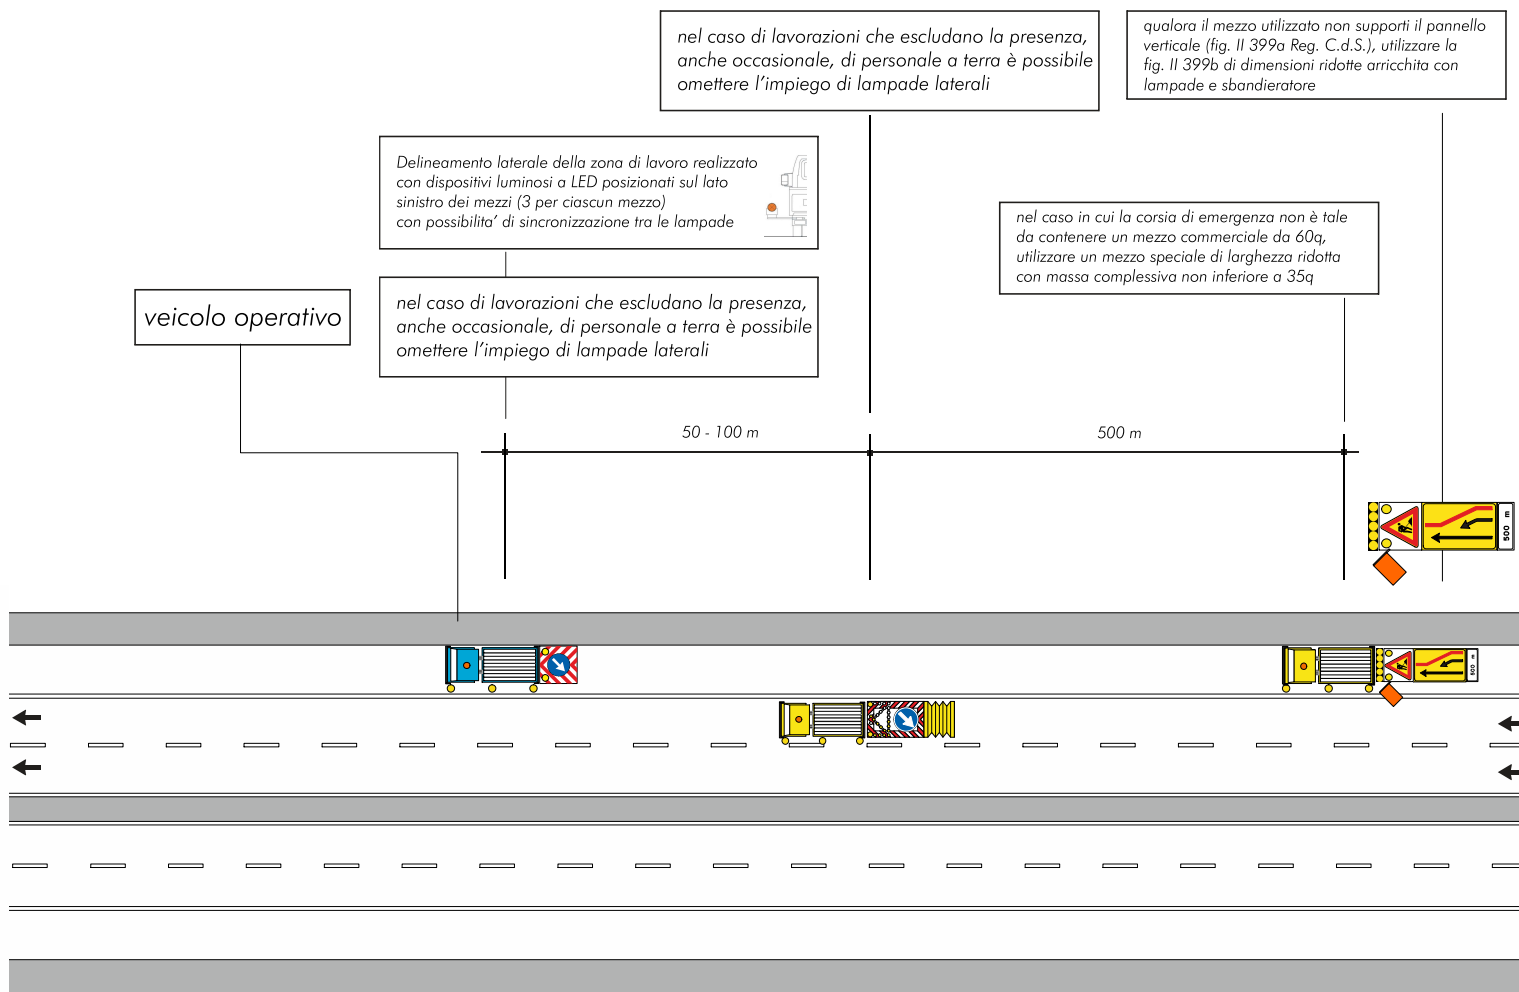 nel caso di lavorazioni che escludano la presenza,
anche occasionale, di personale a terra è possibile
omettere l'impiego di lampade laterali
qualora il mezzo utilizzato non supporti il pannello
verticale (fig. II 399a Reg. C.d.S.), utilizzare la
fig. II 399b di dimensioni ridotte arricchita con
lampade e sbandieratore
Delineamento laterale della zona di lavoro realizzato
con dispositivi luminosi a LED posizionati sul lato
sinistro dei mezzi (3 per ciascun mezzo)
con possibilita' di sincronizzazione tra le lampade
nel caso in cui la corsia di emergenza non è tale
da contenere un mezzo commerciale da 60q,
utilizzare un mezzo speciale di larghezza ridotta
con massa complessiva non inferiore a 35q
veicolo operativo
nel caso di lavorazioni che escludano la presenza,
anche occasionale, di personale a terra è possibile
omettere l'impiego di lampade laterali
50 - 100 m
500 m
500 m
500 m